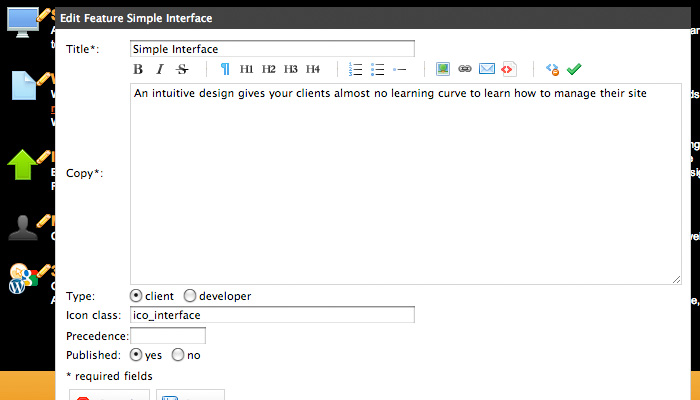 Edit Feature Simple Interface
Title*: Simple Interface
B I S ¶ H1 H2 H3 H4
Copy*: An intuitive design gives your clients almost no learning curve to learn how to manage their site
Type: client developer
Icon class: ico_interface
Precedence:
Published: yes no
* required fields